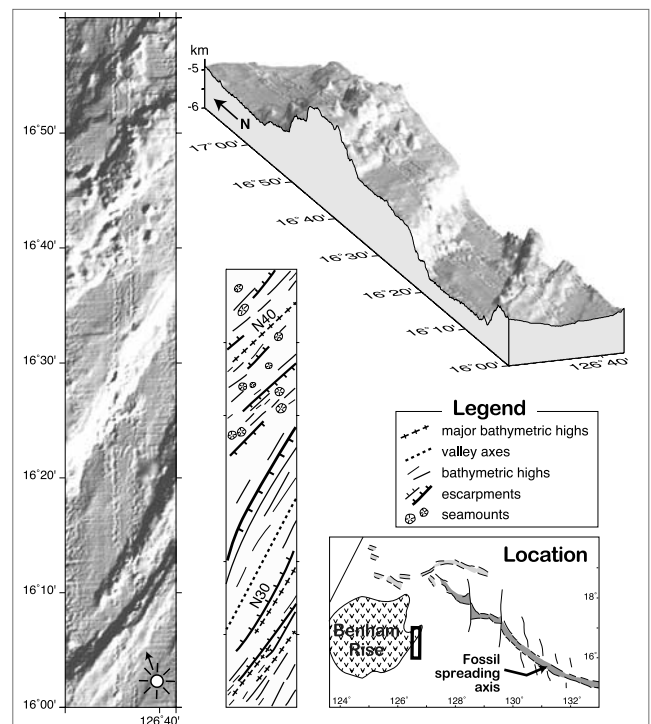 km
-5
-6
N
17°00'
16°50'
16°40'
16°30'
16°20'
16°10'
16°00'
126°40'
16°50'
16°40'
16°30'
16°20'
16°10'
16°00'
126°40'
N40
N30
Legend
major bathymetric highs
valley axes
bathymetric highs
escarpments
seamounts
Location
Benham
Rise
Fossil
spreading
axis
18°
16°
124°
126°
128°
130°
132°